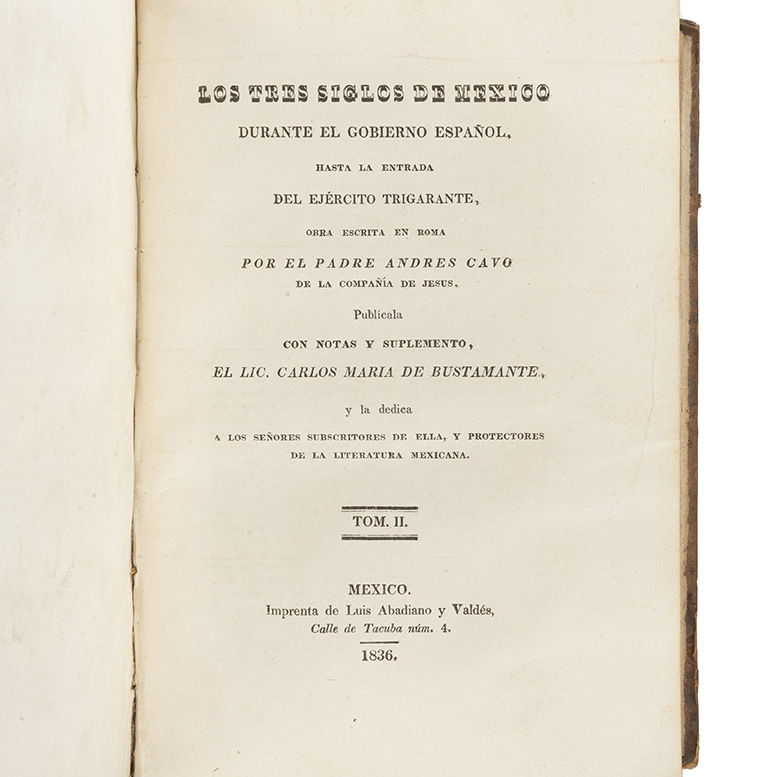 LOS TRES SIGLOS DE MEXICO
DURANTE EL GOBIERNO ESPAÑOL,
HASTA LA ENTRADA
DEL EJÉRCITO TRIGARANTE,
OBRA ESCRITA EN ROMA
POR EL PADRE ANDRES CAVO
DE LA COMPAÑÍA DE JESUS.
Publícala
CON NOTAS Y SUPLEMENTO,
EL LIC. CARLOS MARIA DE BUSTAMANTE,
y la dedica
A LOS SEÑORES SUBSCRITORES DE ELLA, Y PROTECTORES
DE LA LITERATURA MEXICANA.
TOM. II.
MEXICO.
Imprenta de Luis Abadiano y Valdés,
Calle de Tacuba núm. 4.
1836.